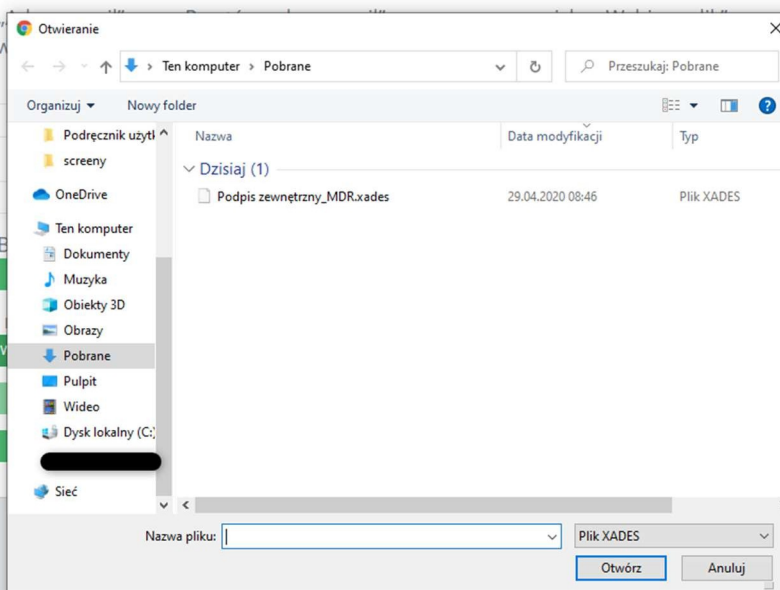 Otwieranie
Ten komputer > Pobrane
Przeszukaj: Pobrane
Organizuj
Nowy folder
Podręcznik użytk
screeny
OneDrive
Ten komputer
Dokumenty
Muzyka
Obiekty 3D
Obrazy
Pobrane
Pulpit
Wideo
Dysk lokalny (C:)
Sieć
Nazwa
Data modyfikacji
Typ
Dzisiaj (1)
Podpis zewnętrzny_MDR.xades
29.04.2020 08:46
Plik XADES
Nazwa pliku:
Plik XADES
Otwórz
Anuluj